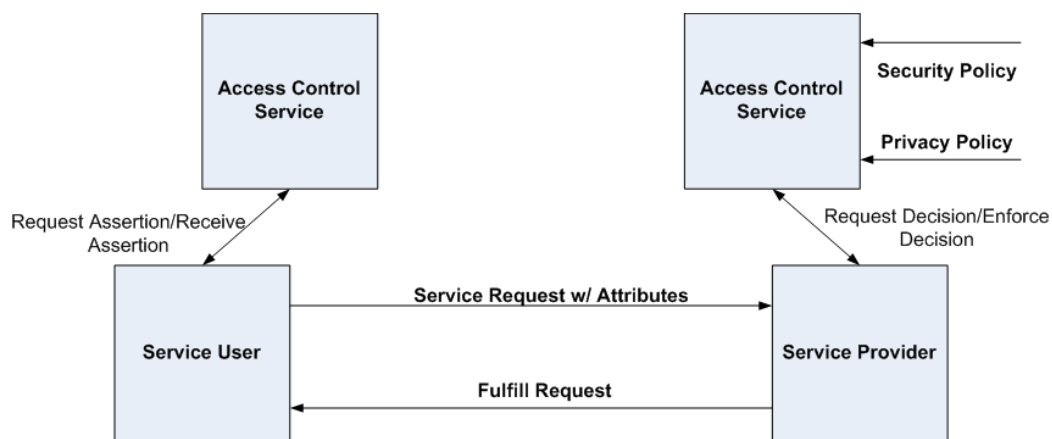 Access Control
Service
Access Control
Service
Security Policy
Privacy Policy
Request Assertion/Receive
Assertion
Request Decision/Enforce
Decision
Service Request w/ Attributes
Service User
Service Provider
Fulfill Request